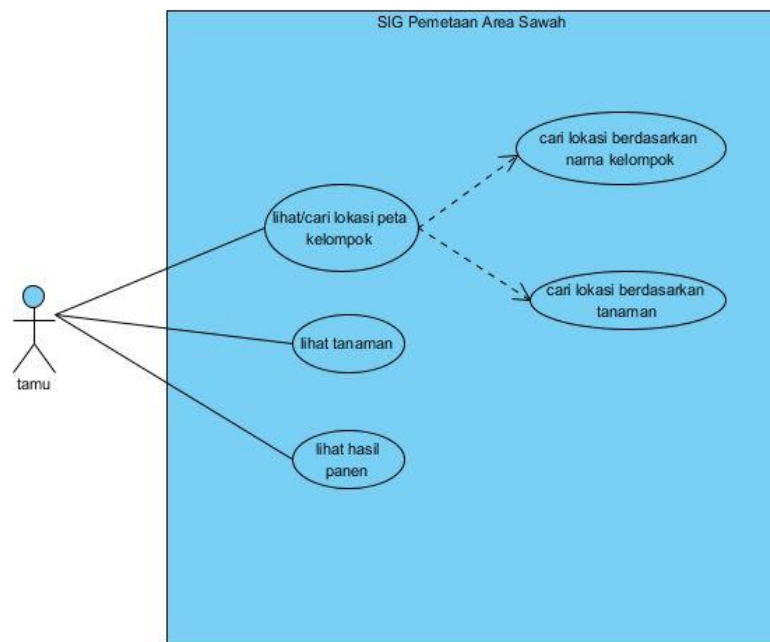 SIG Pemetaan Area Sawah
cari lokasi berdasarkan
nama kelompok
lihat/cari lokasi peta
kelompok
cari lokasi berdasarkan
tanaman
lihat tanaman
tamu
lihat hasil
panen